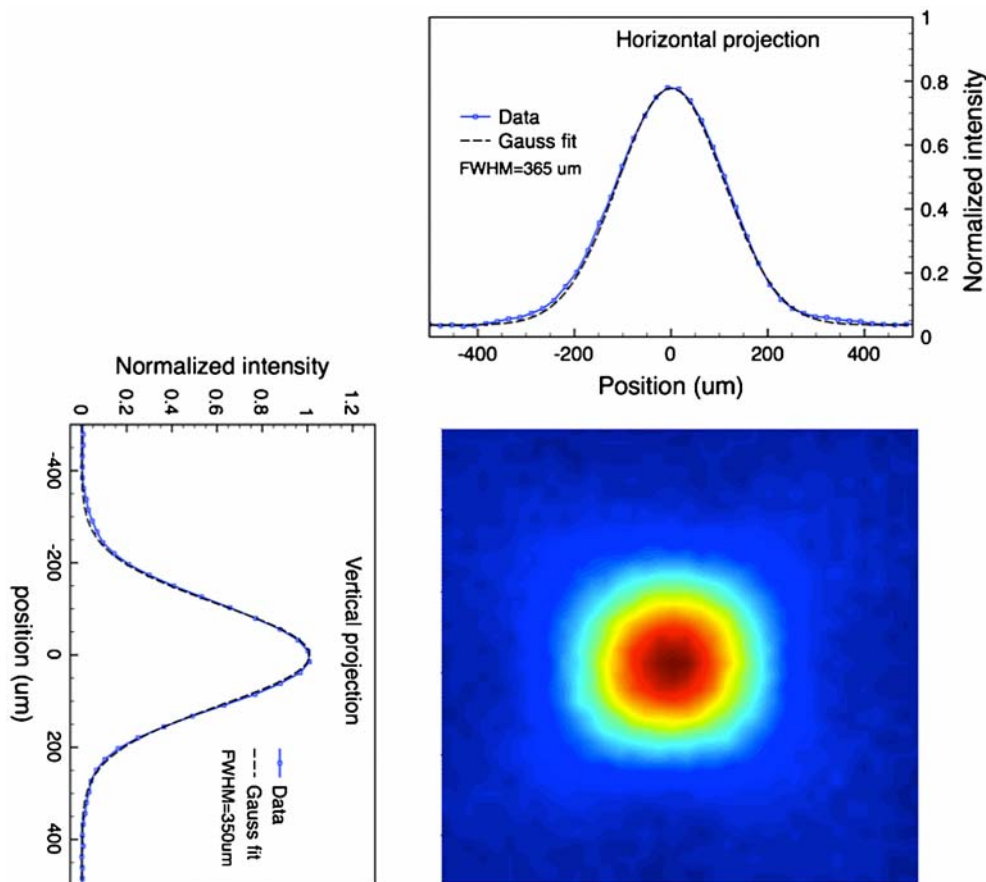 Horizontal projection
Data
Gauss fit
FWHM=365 um
1
0.8
0.6
0.4
0.2
0
Normalized intensity
-400 -200 0 200 400
Position (um)
Normalized intensity
0 0.2 0.4 0.6 0.8 1 1.2
-400
-200
0
200
400
position (um)
Vertical projection
Data
Gauss fit
FWHM=350um